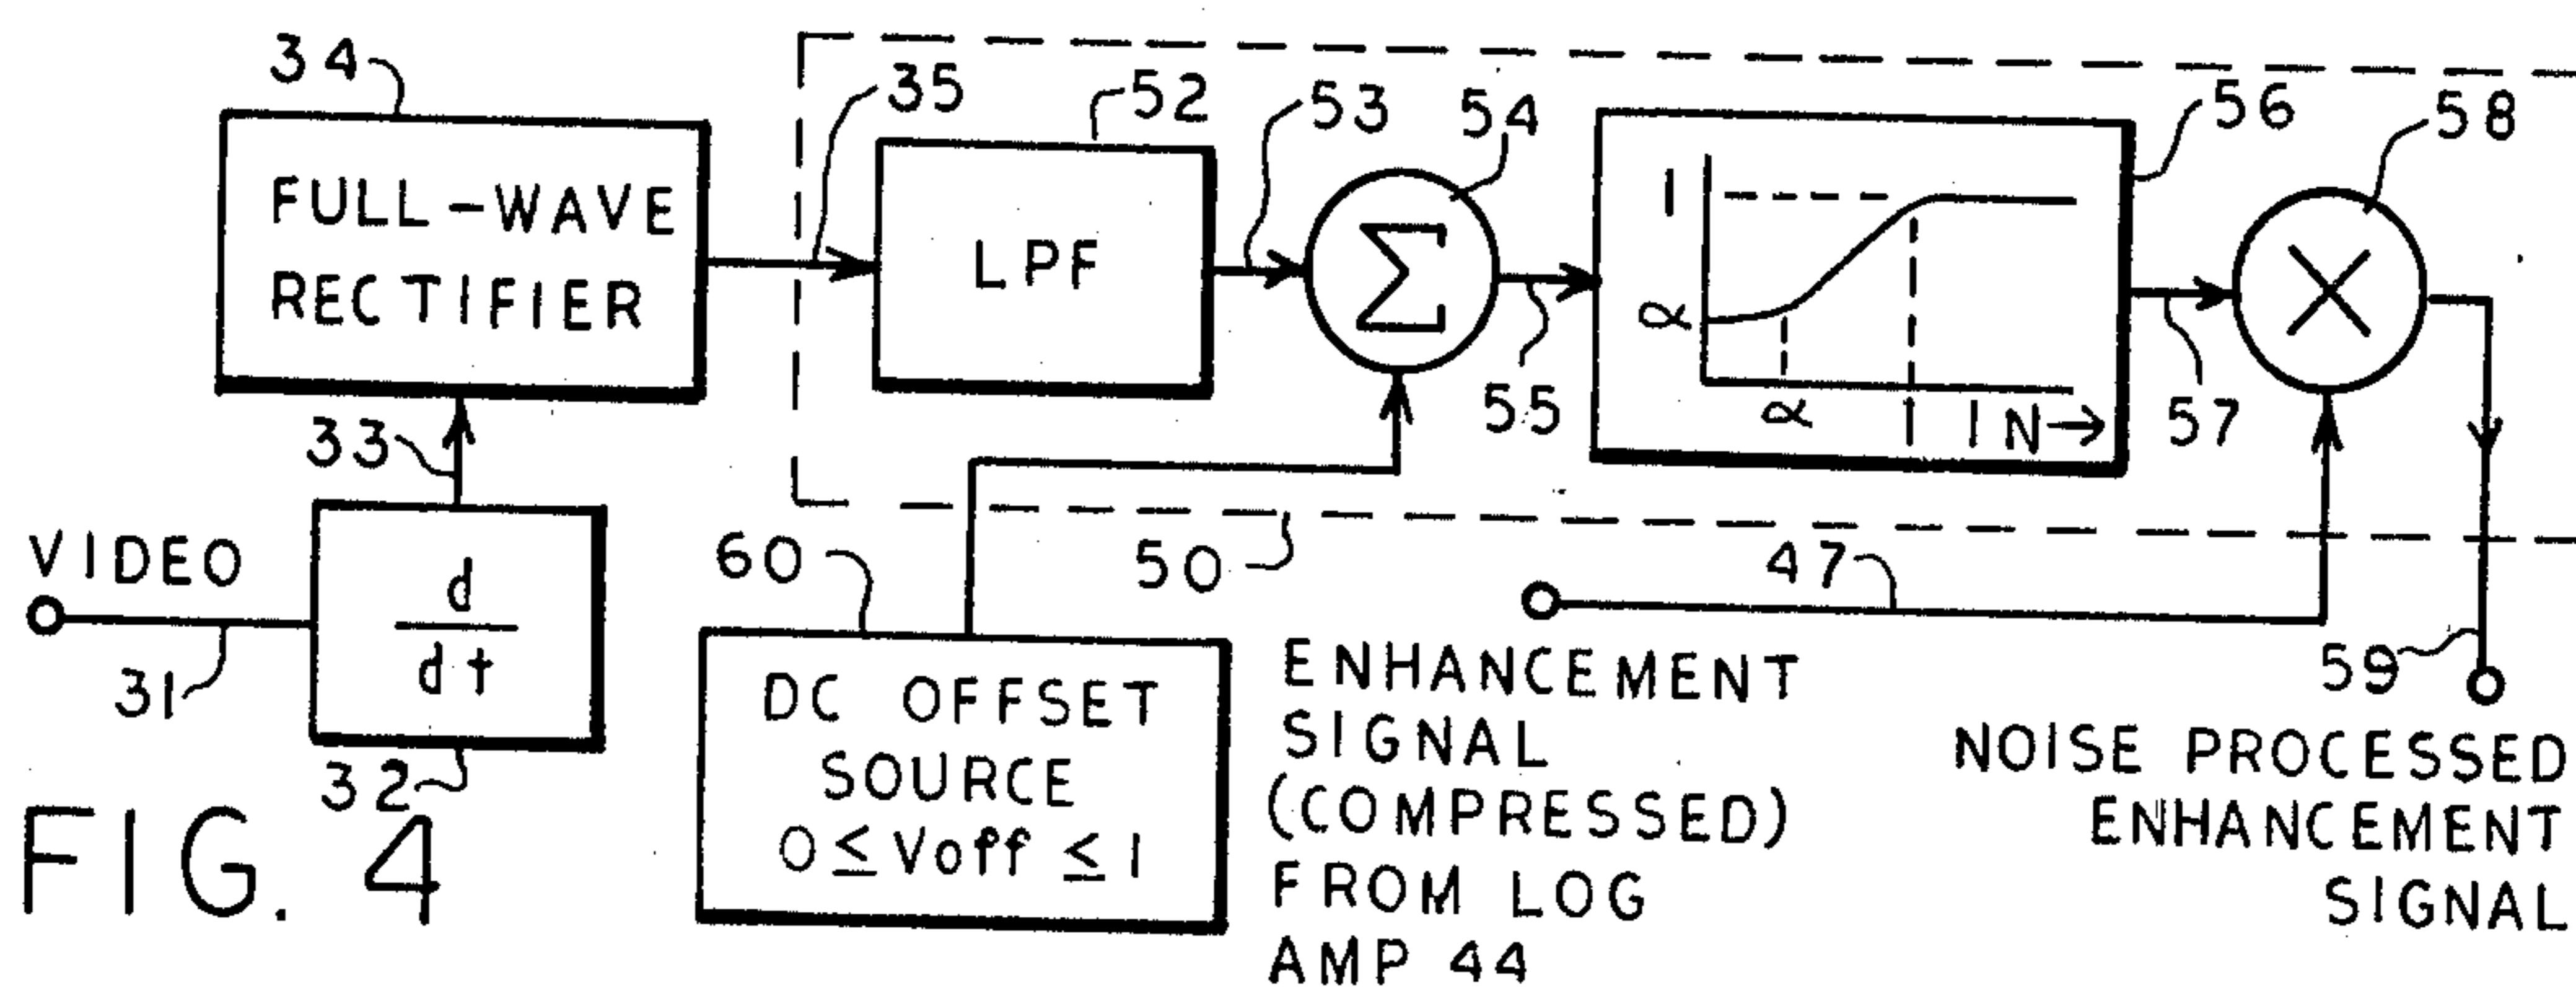 34
35
52
53
54
56
58
FULL-WAVE
RECTIFIER
LPF
Σ
1
α
α
1
IN→
X
33
55
57
VIDEO
31
d
dt
32
60
50
47
59
DC OFFSET
SOURCE
0 ≤ Voff ≤ 1
ENHANCEMENT
SIGNAL
(COMPRESSED)
FROM LOG
AMP 44
NOISE PROCESSED
ENHANCEMENT
SIGNAL
FIG. 4